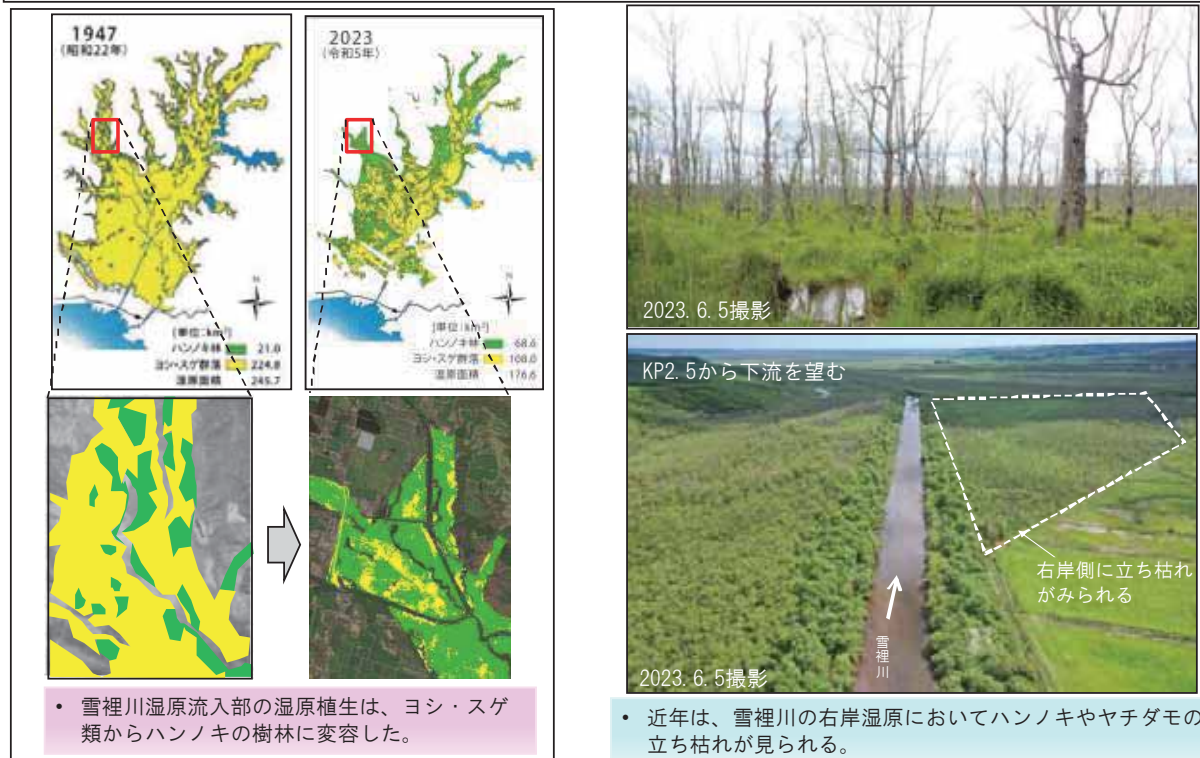 1947
(昭和22年)
2023
(令和5年)
N
(単位:km²)
ハンノキ林 21.0
ヨシ・スゲ群落 224.8
湿原面積 245.7
N
(単位:km²)
ハンノキ林 68.6
ヨシ・スゲ群落 108.0
湿原面積 176.6
• 雪裡川湿原流入部の湿原植生は、ヨシ・スゲ
類からハンノキの樹林に変容した。
2023. 6. 5撮影
KP2. 5から下流を望む
右岸側に立ち枯れ
がみられる
雪裡川
2023. 6. 5撮影
• 近年は、雪裡川の右岸湿原においてハンノキやヤチダモの
立ち枯れが見られる。